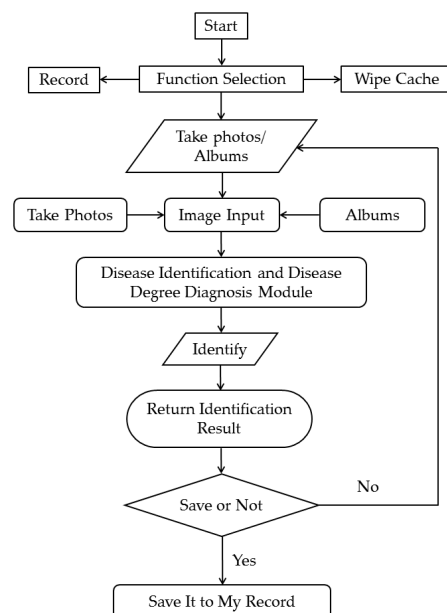 Start
Record
Function Selection
Wipe Cache
Take photos/
Albums
Take Photos
Image Input
Albums
Disease Identification and Disease
Degree Diagnosis Module
Identify
Return Identification
Result
Save or Not
No
Yes
Save It to My Record